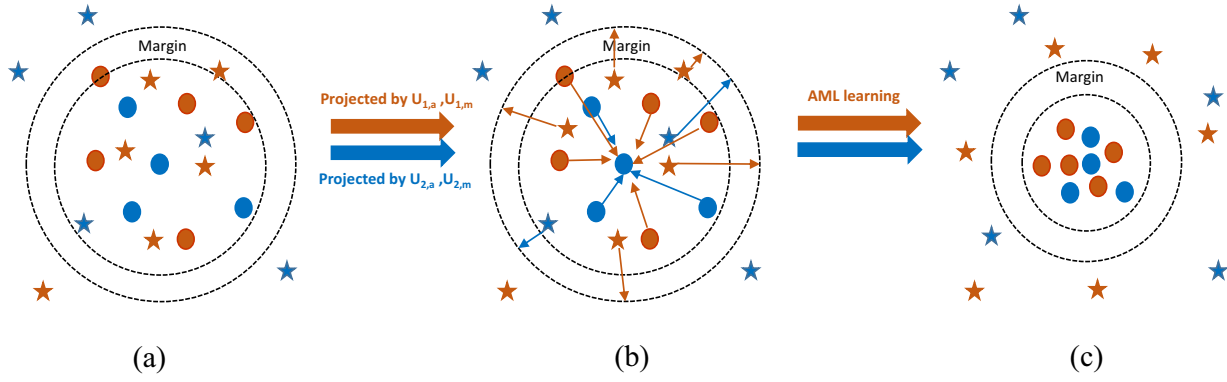 Margin
Projected by U1,a ,U1,m
Projected by U2,a ,U2,m
Margin
AML learning
Margin
(a)
(b)
(c)